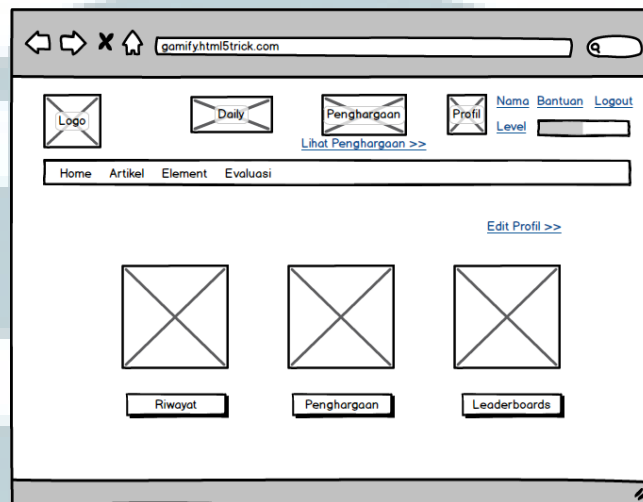 gamify.html5trick.com
Logo
Daily
Penghargaan
Lihat Penghargaan >>
Profil
Nama Bantuan Logout
Level
Home Artikel Element Evaluasi
Edit Profil >>
Riwayat Penghargaan Leaderboards